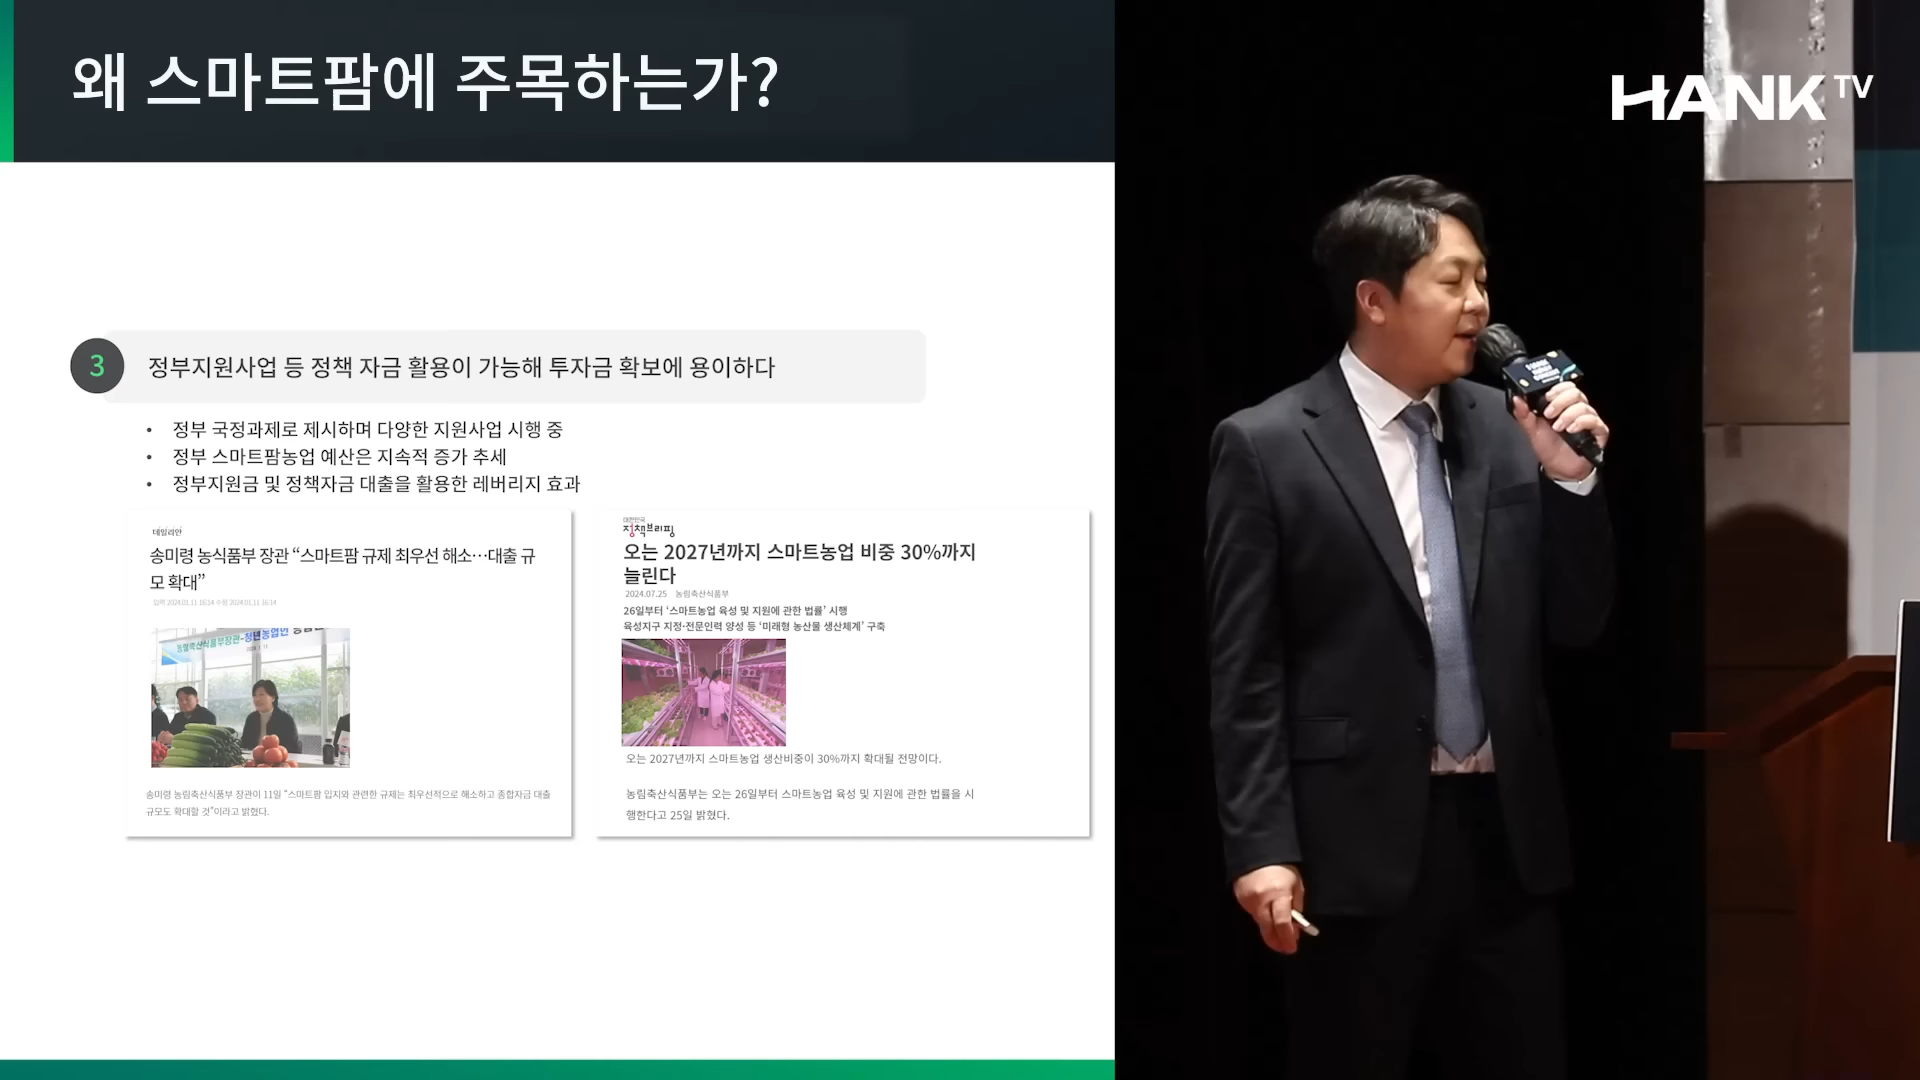 왜 스마트팜에 주목하는가?
HANK TV
3
정부지원사업 등 정책 자금 활용이 가능해 투자금 확보에 용이하다
• 정부 국정과제로 제시하며 다양한 지원사업 시행 중
• 정부 스마트팜농업 예산은 지속적 증가 추세
• 정부지원금 및 정책자금 대출을 활용한 레버리지 효과
데일리안
송미령 농식품부 장관 “스마트팜 규제 최우선 해소…대출 규
모 확대”
입력 2024.01.11 16:14 수정 2024.01.11 16:14
송미령 농림축산식품부 장관이 11일 “스마트팜 입지와 관련한 규제는 최우선적으로 해소하고 종합자금 대출
규모도 확대할 것”이라고 밝혔다.
대한민국
정책브리핑
오는 2027년까지 스마트농업 비중 30%까지
늘린다
2024.07.25 농림축산식품부
26일부터 ‘스마트농업 육성 및 지원에 관한 법률’ 시행
육성지구 지정·전문인력 양성 등 ‘미래형 농산물 생산체계’ 구축
오는 2027년까지 스마트농업 생산비중이 30%까지 확대될 전망이다.
농림축산식품부는 오는 26일부터 스마트농업 육성 및 지원에 관한 법률을 시
행한다고 25일 밝혔다.